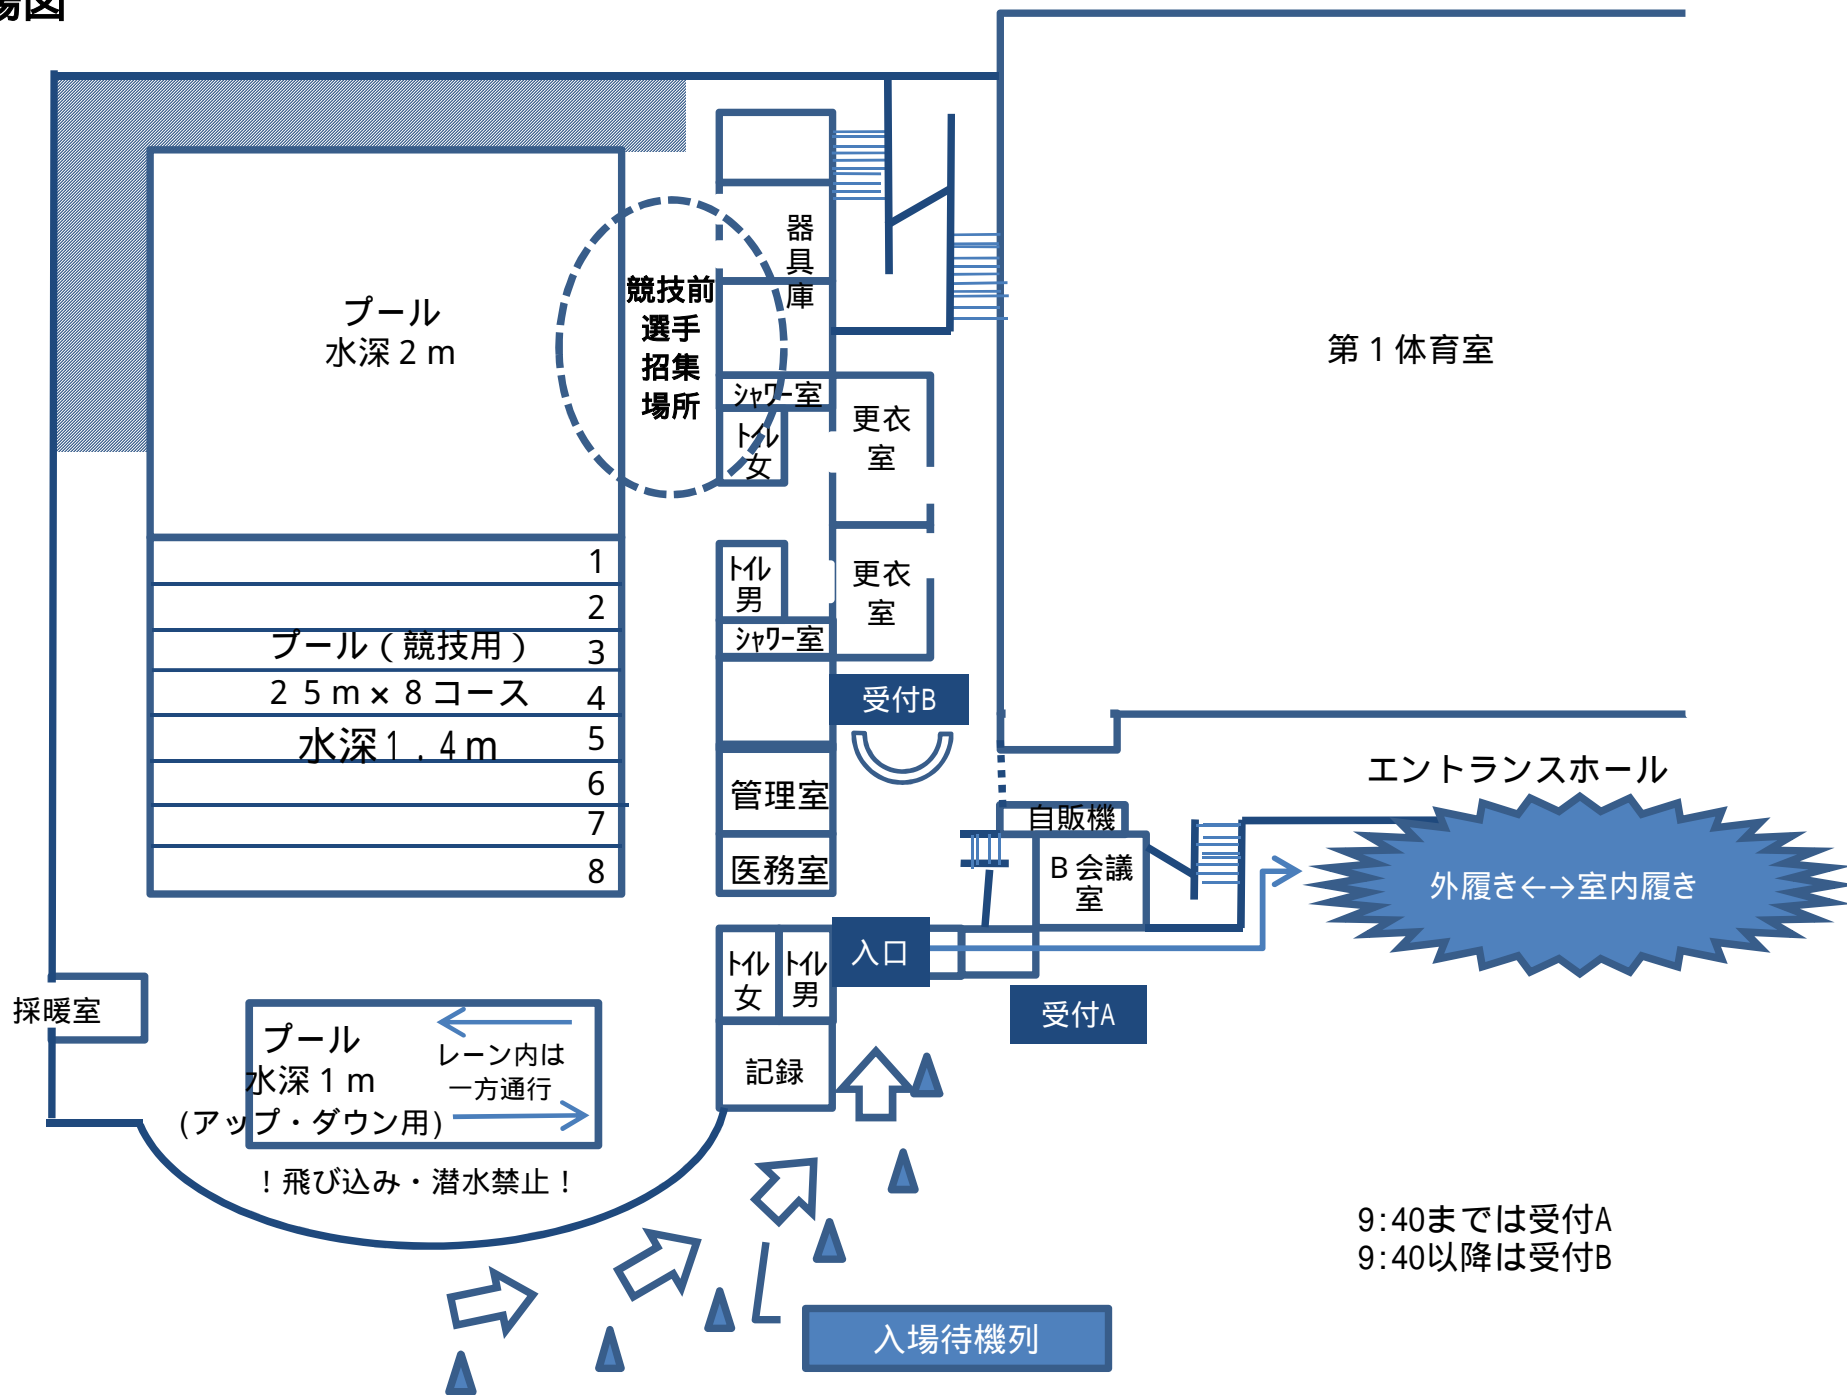 場図
器
具
庫
競技前
選手
招集
場所
プール
水深２ｍ
第１体育室
ｼｬﾜｰ室
ﾄｲﾚ
女
更衣
室
1
2
3
4
5
6
7
8
プール（競技用）
２５ｍ×８コース
水深1．4ｍ
ﾄｲﾚ
男
更衣
室
ｼｬﾜｰ室
受付B
管理室
医務室
エントランスホール
自販機
Ｂ会議
室
外履き←→室内履き
入口
受付A
ﾄｲﾚ
女
ﾄｲﾚ
男
記録
採暖室
プール
水深１ｍ
(アップ・ダウン用)
レーン内は
一方通行
！飛び込み・潜水禁止！
9:40までは受付A
9:40以降は受付B
入場待機列